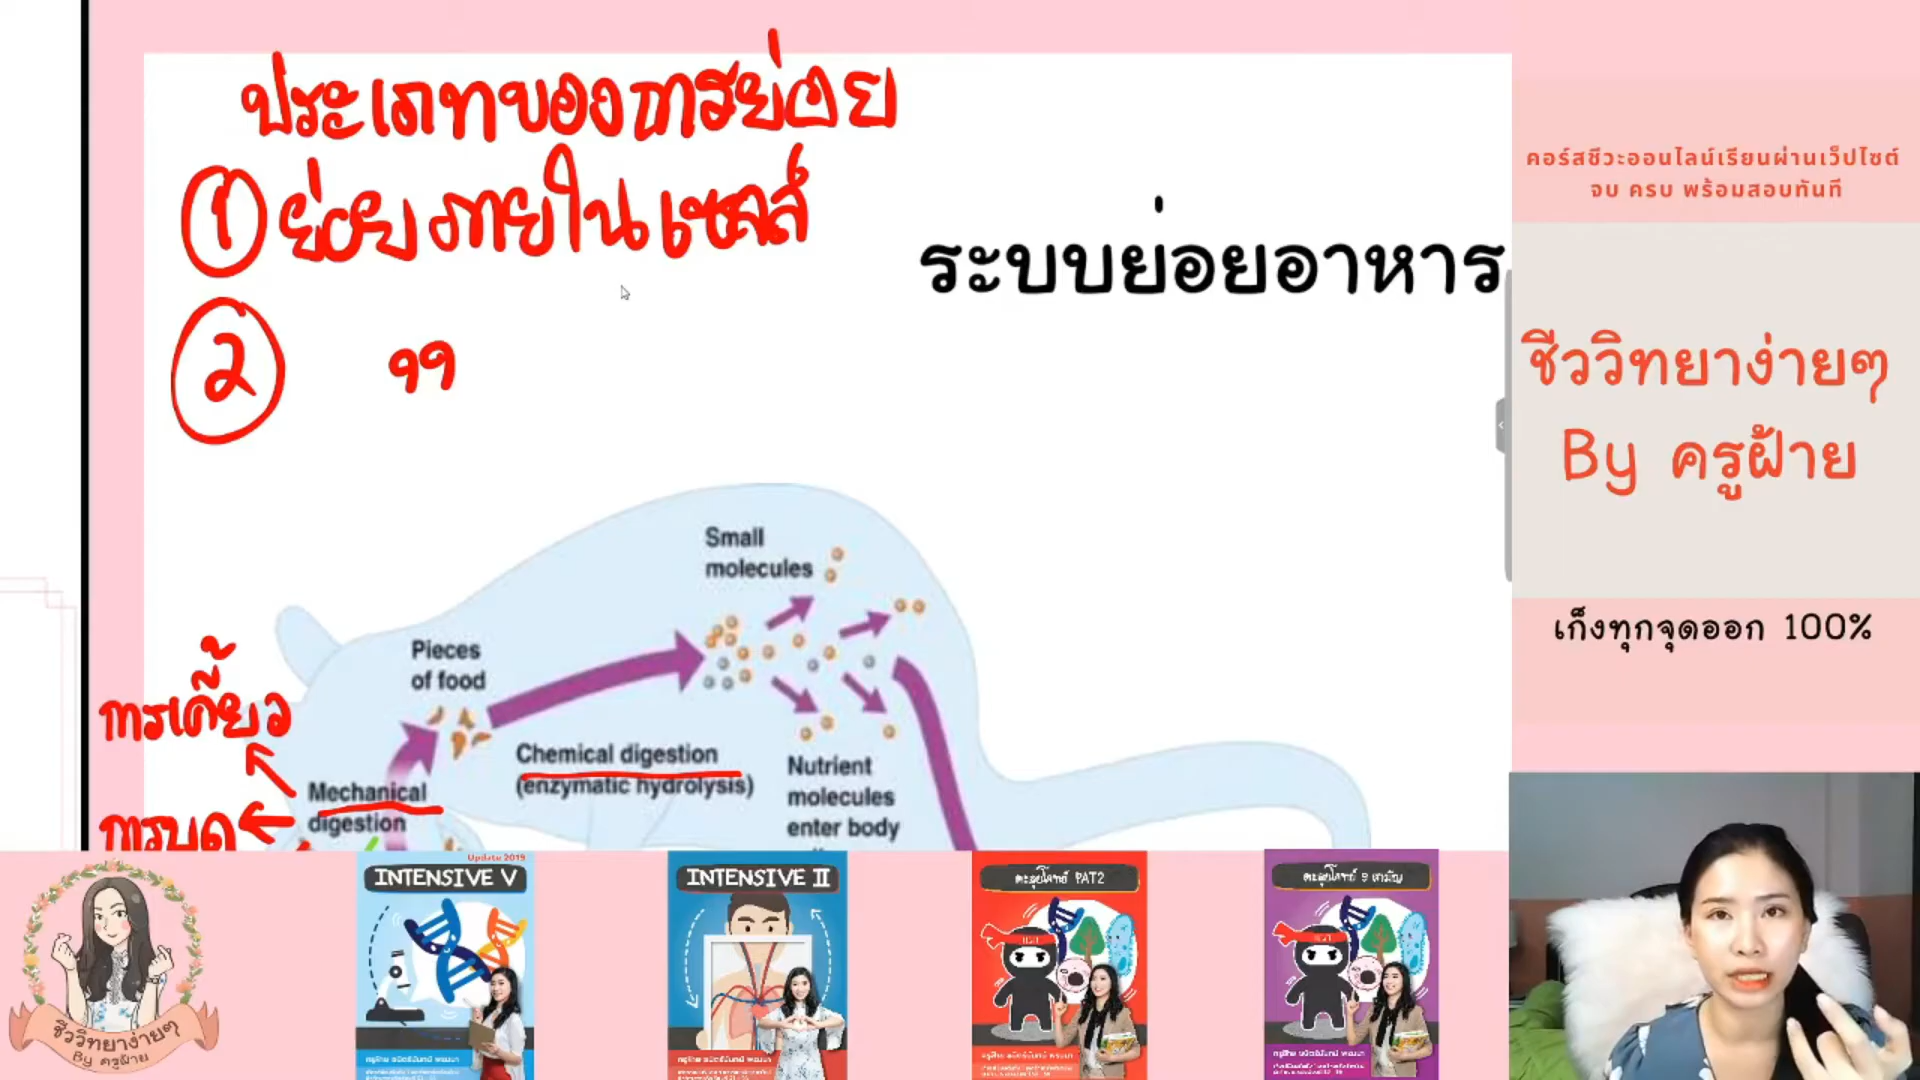 ประเภทของการย่อย
① ย่อยภายในเซลล์
②
ระบบย่อยอาหาร
Small
molecules
Pieces
of food
การเคี้ยว
Chemical digestion
(enzymatic hydrolysis)
Mechanical
digestion
การบด
Nutrient
molecules
enter body
คอร์สชีวะออนไลน์เรียนผ่านเว็ปไซต์
จบ ครบ พร้อมสอบทันที
ชีววิทยาง่ายๆ
By ครูฝ้าย
เก็งทุกจุดออก 100%
ชีววิทยาง่ายๆ
By ครูฝ้าย
Update 2019
INTENSIVE V
INTENSIVE II
ตะลุยโจทย์ PAT2
ตะลุยโจทย์ 9 สามัญ